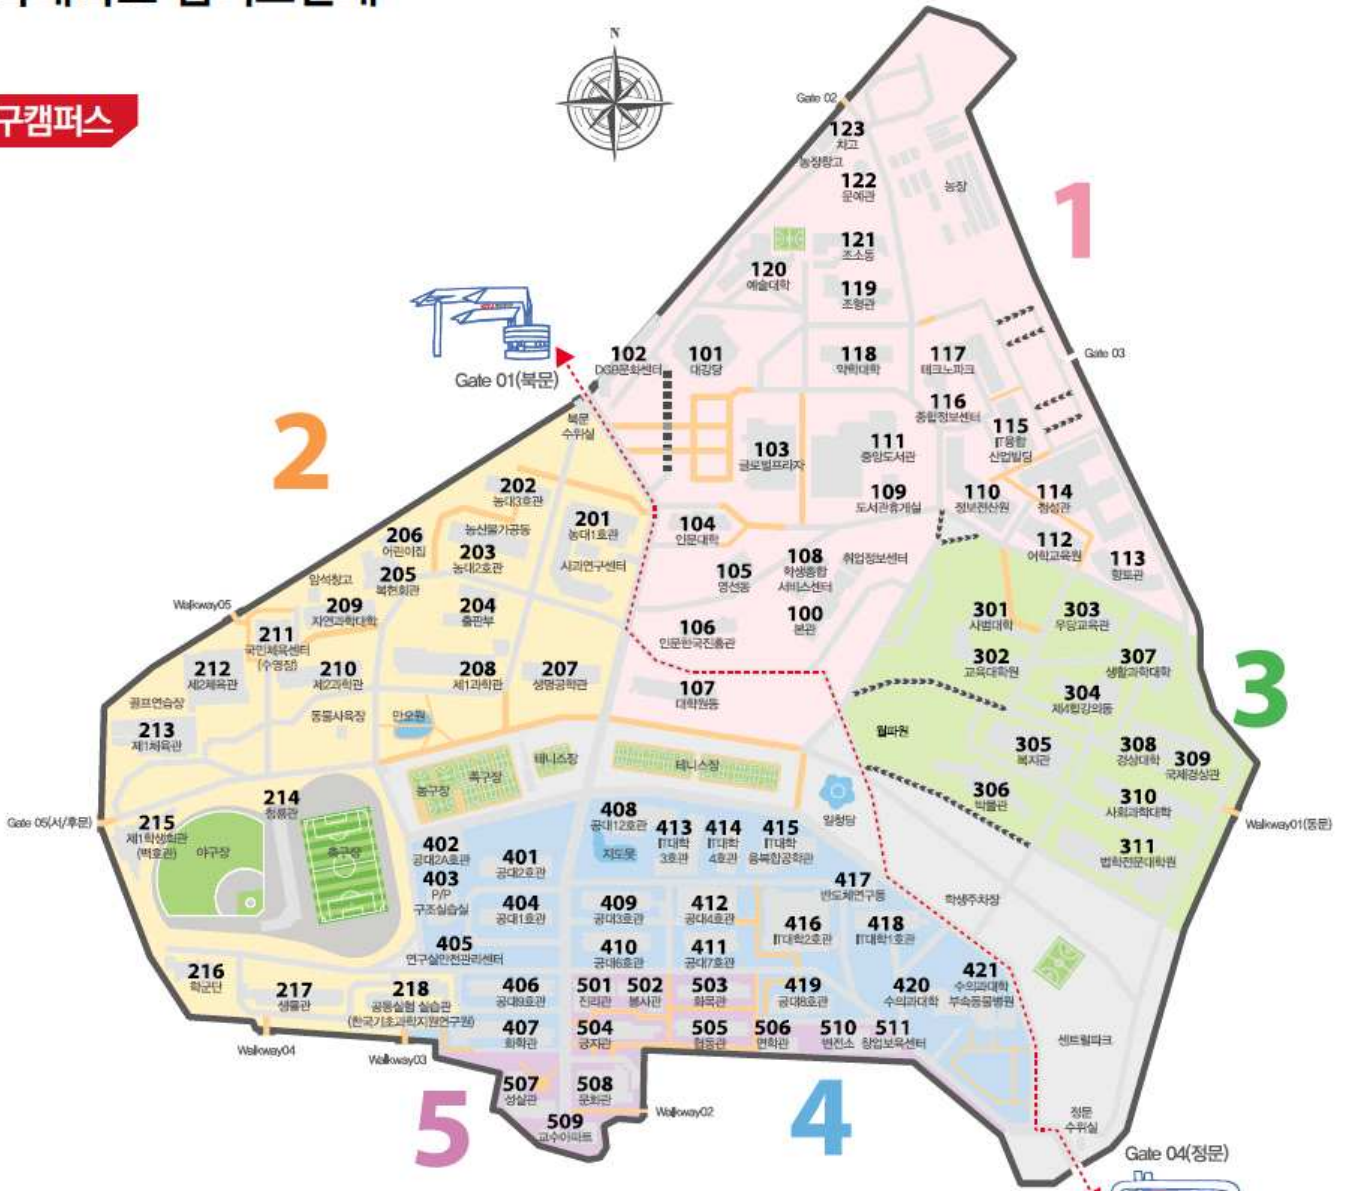 구캠퍼스
N
Gate 02
123
차고
농장창고
122
문예관
농장
1
121
조소동
120
예술대학
119
조형관
Gate 03
102
DGB문화센터
101
대강당
118
약학대학
117
테크노파크
Gate 01(북문)
북문
수위실
116
종합정보센터
115
IT융합
산업빌딩
103
글로벌프라자
111
중앙도서관
2
202
농대3호관
109
도서관휴게실
110
정보전산원
114
첨성관
201
농대1호관
104
인문대학
농산물가공동
206
어린이집
203
농대2호관
112
어학교육원
113
향토관
108
학생종합
서비스센터
취업정보센터
105
영선동
사과연구센터
암석창고
205
복현회관
Walkway05
209
자연과학대학
204
출판부
100
본관
106
인문한국진흥관
301
사범대학
303
우당교육관
211
국민체육센터
(수영장)
212
제2체육관
210
제2과학관
208
제1과학관
207
생명공학관
302
교육대학원
307
생활과학대학
3
107
대학원동
304
제4합강의동
골프연습장
동물사육장
만오원
213
제1체육관
월파원
305
복지관
308
경상대학
309
국제경상관
테니스장
테니스장
족구장
농구장
306
박물관
310
사회과학대학
214
청룡관
일청담
Gate 05(서/후문)
215
제1학생회관
(백호관)
야구장
축구장
408
공대12호관
지도못
413
IT대학
3호관
414
IT대학
4호관
415
IT대학
융복합공학관
Walkway01(동문)
402
공대2A호관
401
공대2호관
311
법학전문대학원
403
P/P
구조실습실
417
반도체연구동
학생주차장
404
공대1호관
409
공대3호관
412
공대4호관
416
IT대학2호관
418
IT대학1호관
405
연구실안전관리센터
410
공대6호관
411
공대7호관
216
학군단
217
생활관
218
공동실험 실습관
(한국기초과학지원연구원)
406
공대9호관
501
진리관
502
봉사관
503
화목관
419
공대8호관
420
수의과대학
421
수의과대학
부속동물병원
407
화학관
504
긍지관
505
협동관
506
면학관
510
변전소
511
창업보육센터
센트럴파크
Walkway04
Walkway03
507
성실관
508
문화관
Walkway02
5
4
509
교수아파트
정문
수위실
Gate 04(정문)